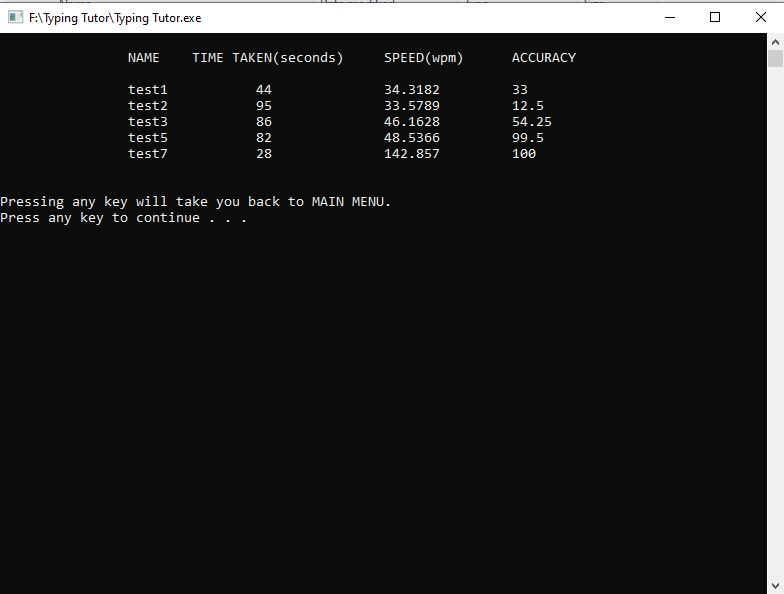 F:\Typing Tutor\Typing Tutor.exe
NAME TIME TAKEN(seconds) SPEED(wpm) ACCURACY
test1 44 34.3182 33
test2 95 33.5789 12.5
test3 86 46.1628 54.25
test5 82 48.5366 99.5
test7 28 142.857 100
Pressing any key will take you back to MAIN MENU.
Press any key to continue . . .